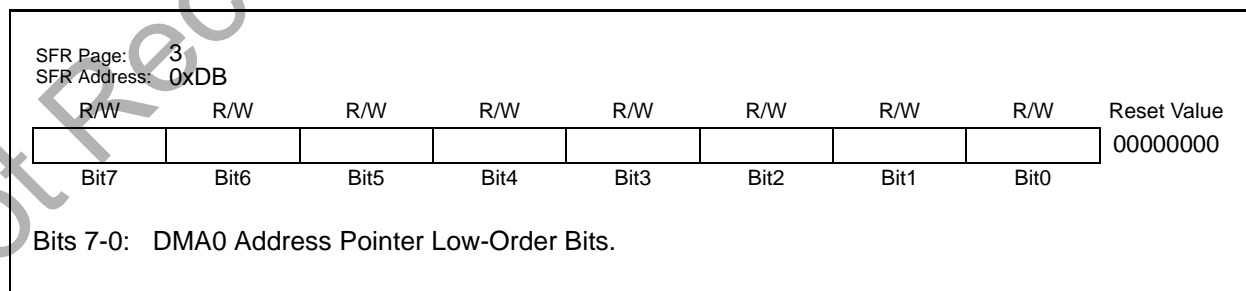 SFR Page: 3
SFR Address: 0xDB
R/W R/W R/W R/W R/W R/W R/W R/W Reset Value
00000000
Bit7 Bit6 Bit5 Bit4 Bit3 Bit2 Bit1 Bit0
Bits 7-0: DMA0 Address Pointer Low-Order Bits.